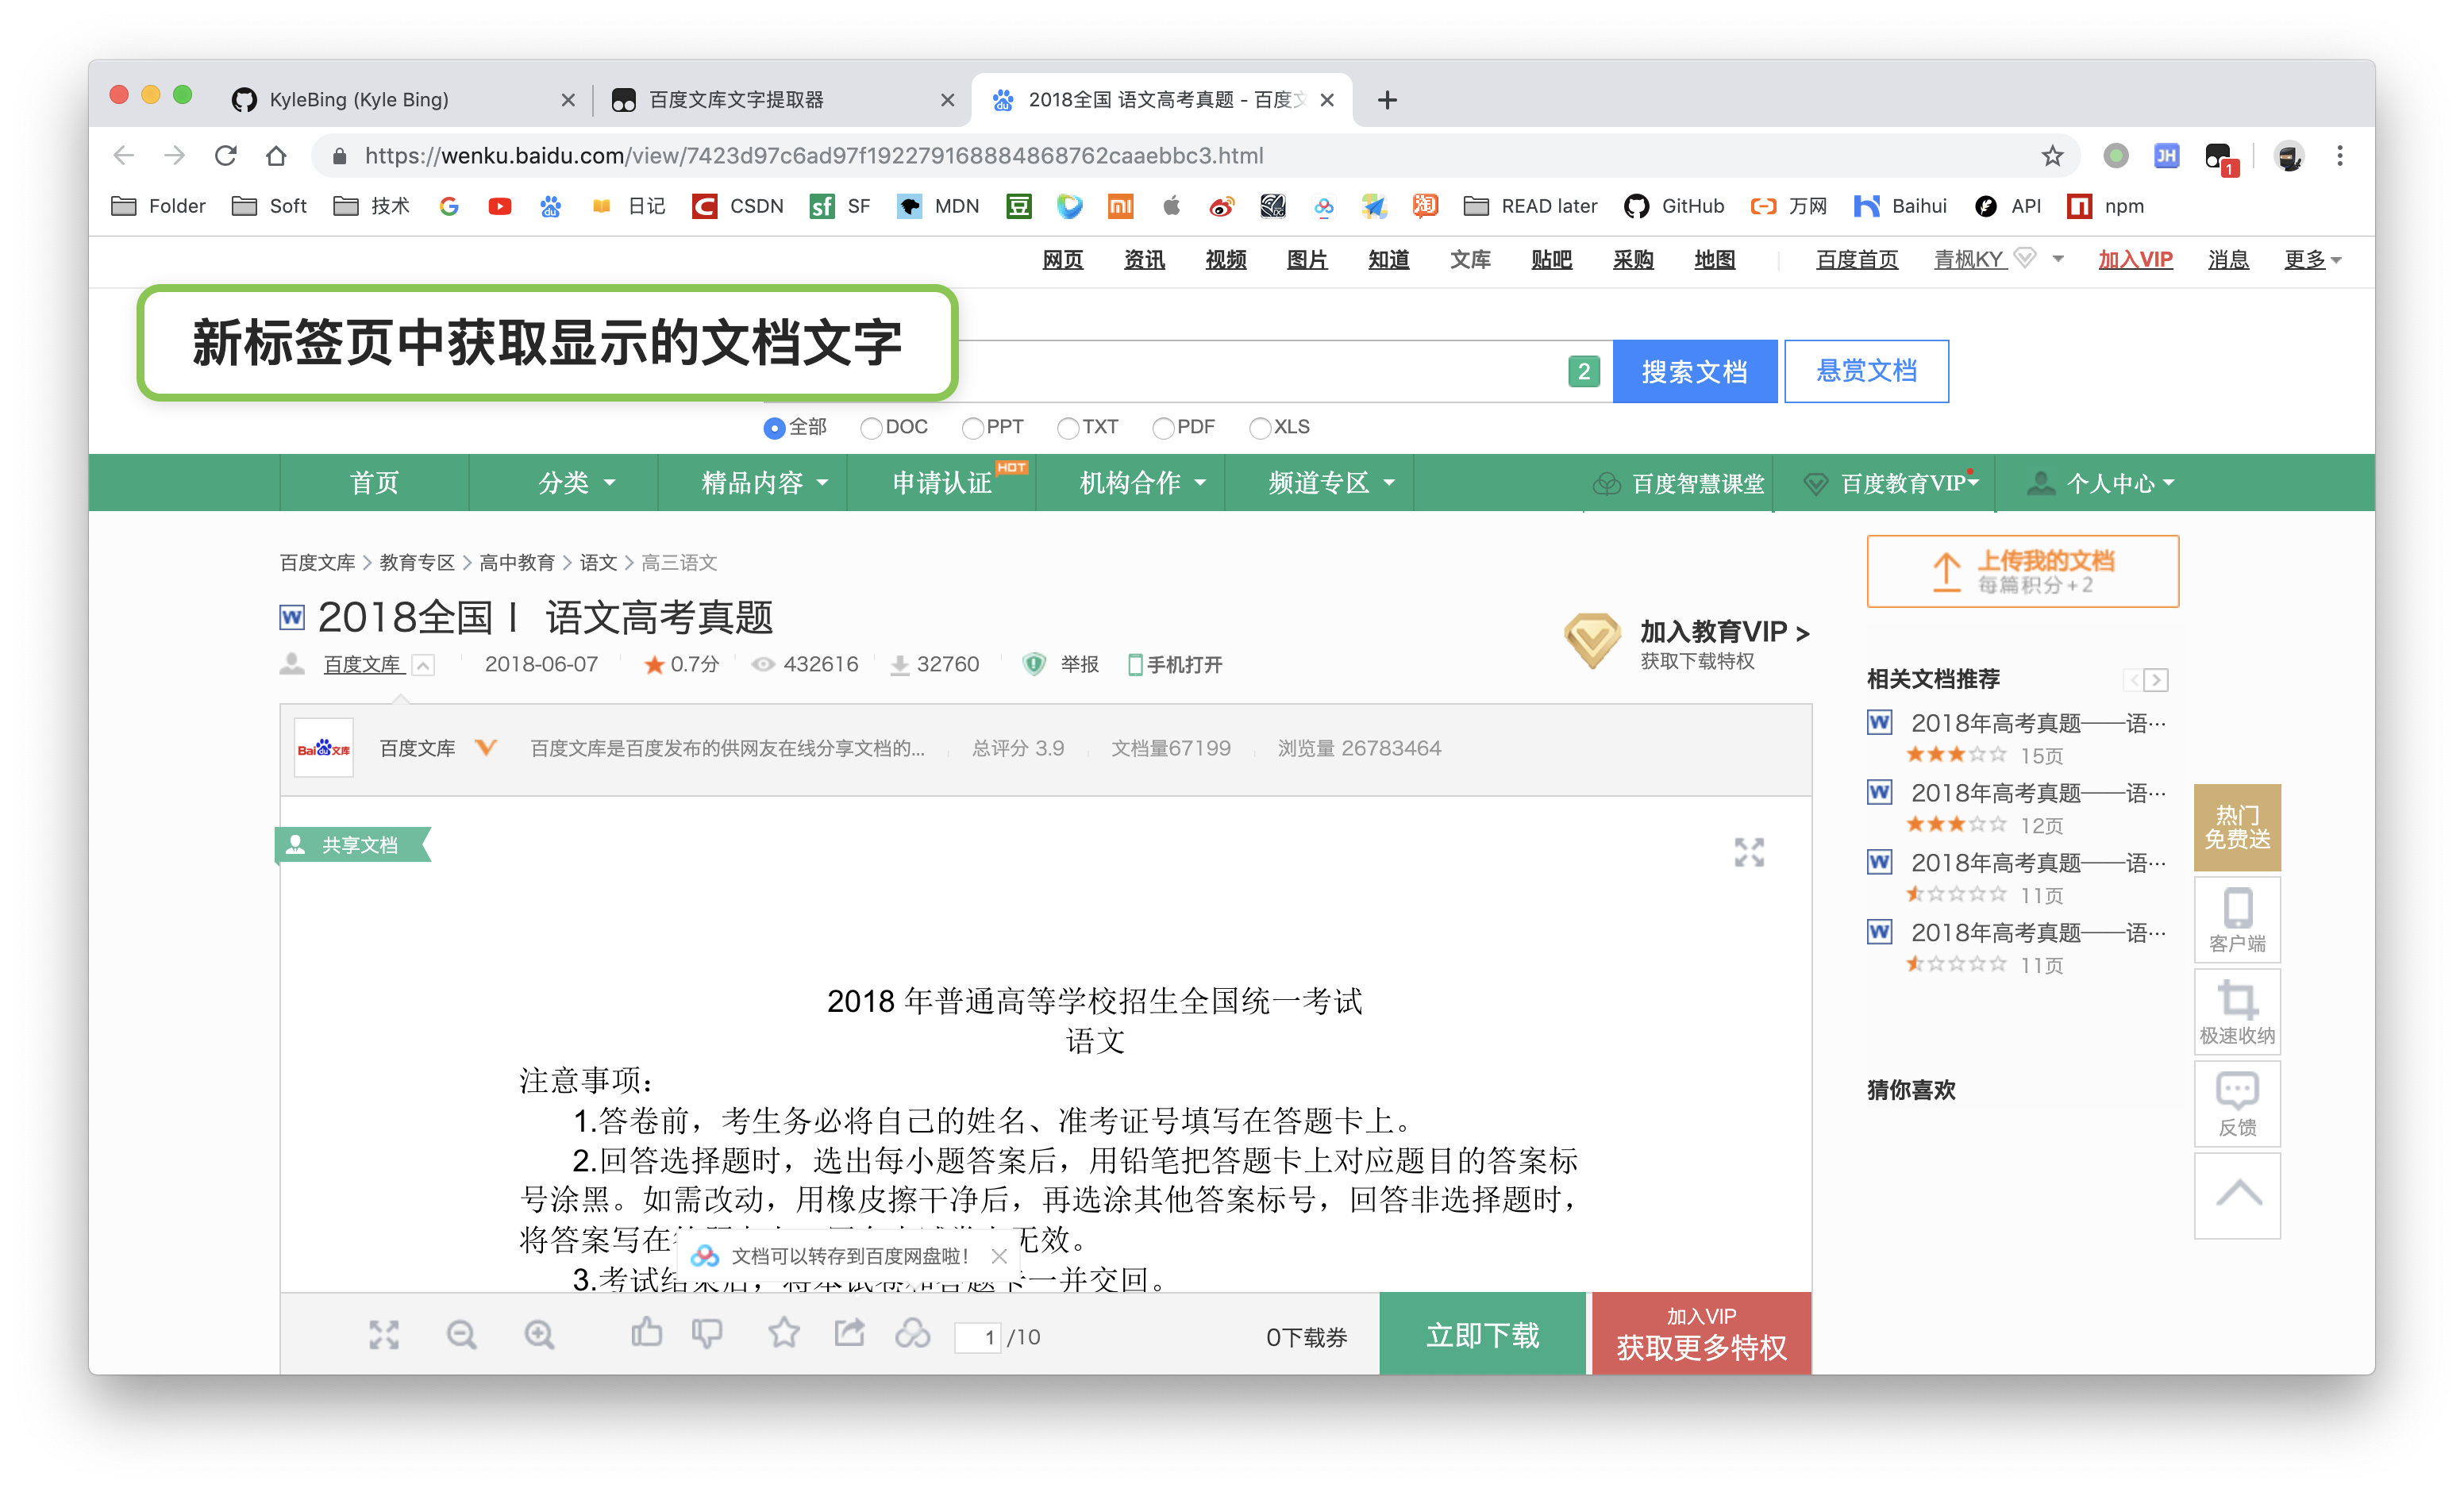 KyleBing (Kyle Bing)
百度文库文字提取器
2018全国 语文高考真题 - 百度文
https://wenku.baidu.com/view/7423d97c6ad97f192279168884868762caaebbc3.html
JH
1
Folder Soft 技术 日记 CSDN sf SF MDN 豆 mi 淘 READ later GitHub 万网 Baihui API npm
网页 资讯 视频 图片 知道 文库 贴吧 采购 地图 百度首页 青枫KY 加入VIP 消息 更多
新标签页中获取显示的文档文字
2 搜索文档 悬赏文档
全部 DOC PPT TXT PDF XLS
首页 分类 精品内容 申请认证 HOT 机构合作 频道专区 百度智慧课堂 百度教育VIP 个人中心
百度文库 > 教育专区 > 高中教育 > 语文 > 高三语文
W 2018全国Ⅰ 语文高考真题
百度文库 2018-06-07 0.7分 432616 32760 举报 手机打开
加入教育VIP >
获取下载特权
Bai du 文库 百度文库 V 百度文库是百度发布的供网友在线分享文档的... 总评分 3.9 文档量67199 浏览量 26783464
共享文档
2018 年普通高等学校招生全国统一考试
语文
注意事项：
1.答卷前，考生务必将自己的姓名、准考证号填写在答题卡上。
2.回答选择题时，选出每小题答案后，用铅笔把答题卡上对应题目的答案标
号涂黑。如需改动，用橡皮擦干净后，再选涂其他答案标号，回答非选择题时，
将答案写在 无效。
文档可以转存到百度网盘啦！
3.考试结束后，将本试卷和答题卡一并交回。
1 /10 0下载券 立即下载
加入VIP
获取更多特权
上传我的文档
每篇积分+2
相关文档推荐
W 2018年高考真题——语…
15页
W 2018年高考真题——语…
12页
W 2018年高考真题——语…
11页
W 2018年高考真题——语…
11页
猜你喜欢
热门
免费送
客户端
极速收纳
反馈